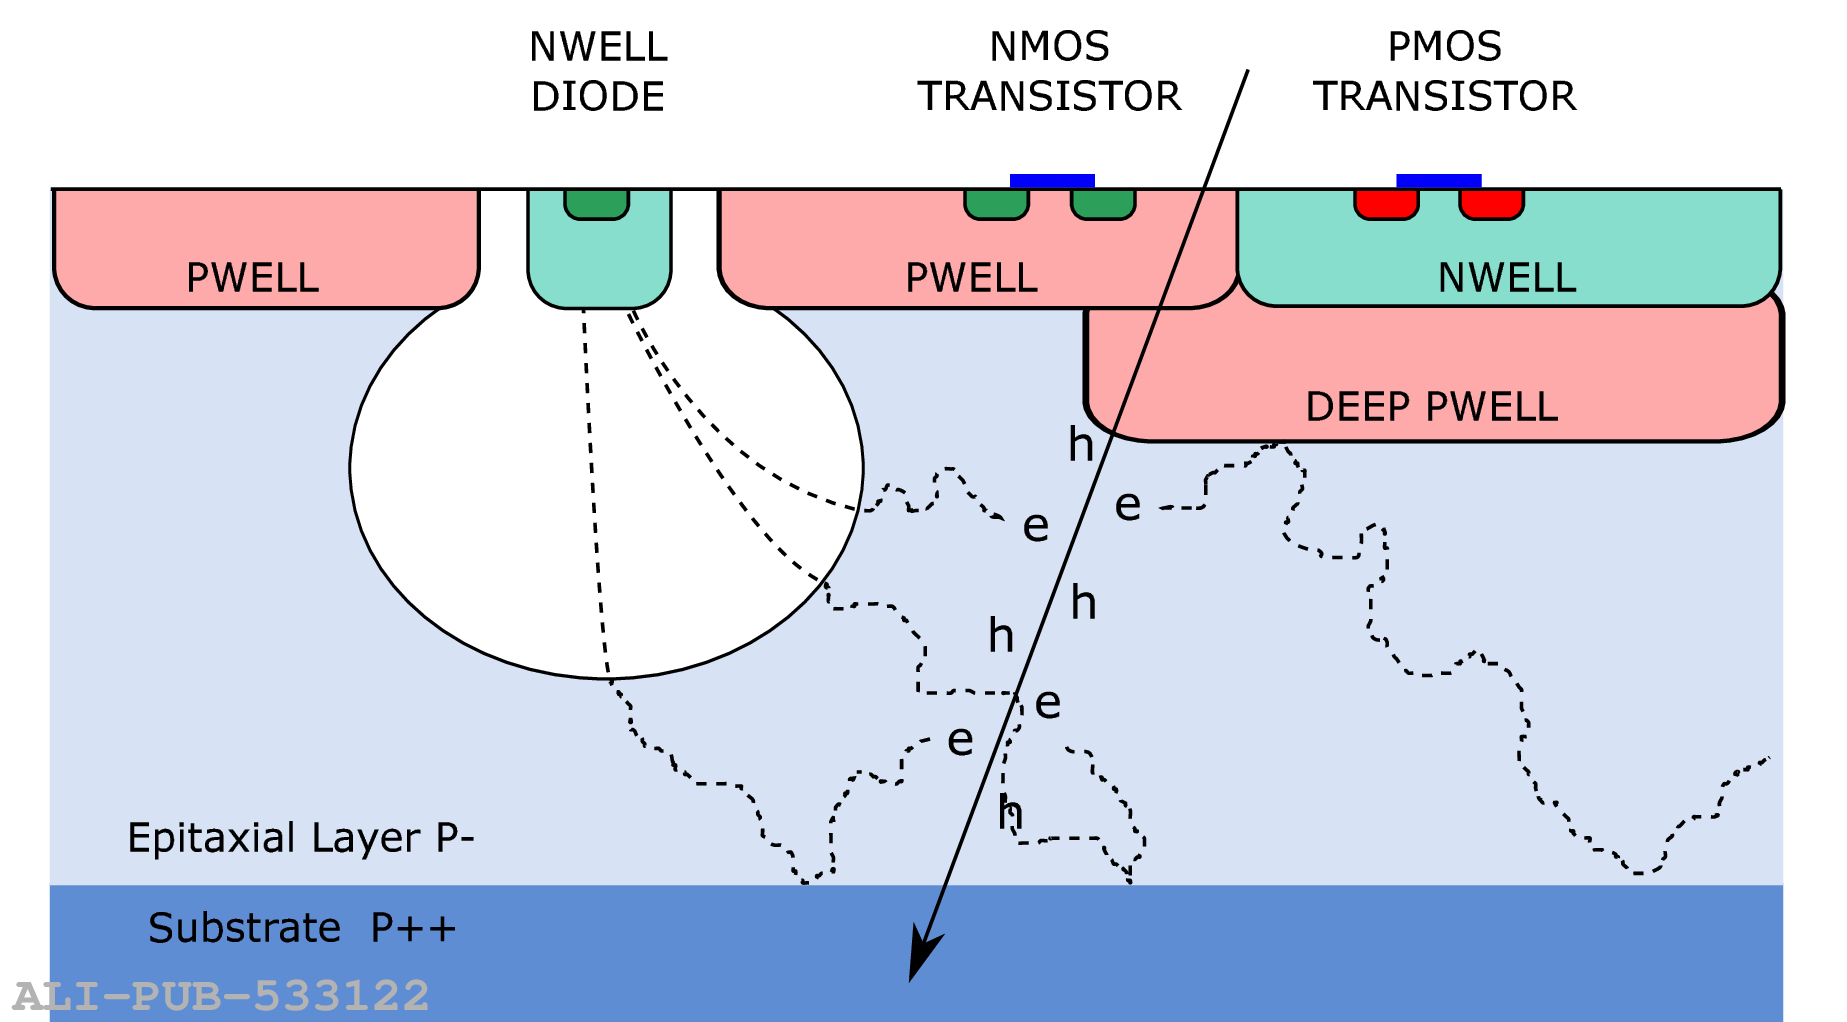 NWELL
DIODE
NMOS
TRANSISTOR
PMOS
TRANSISTOR
PWELL
PWELL
NWELL
DEEP PWELL
h
e
e
h
h
e
e
h
Epitaxial Layer P-
Substrate P++
ALI-PUB-533122